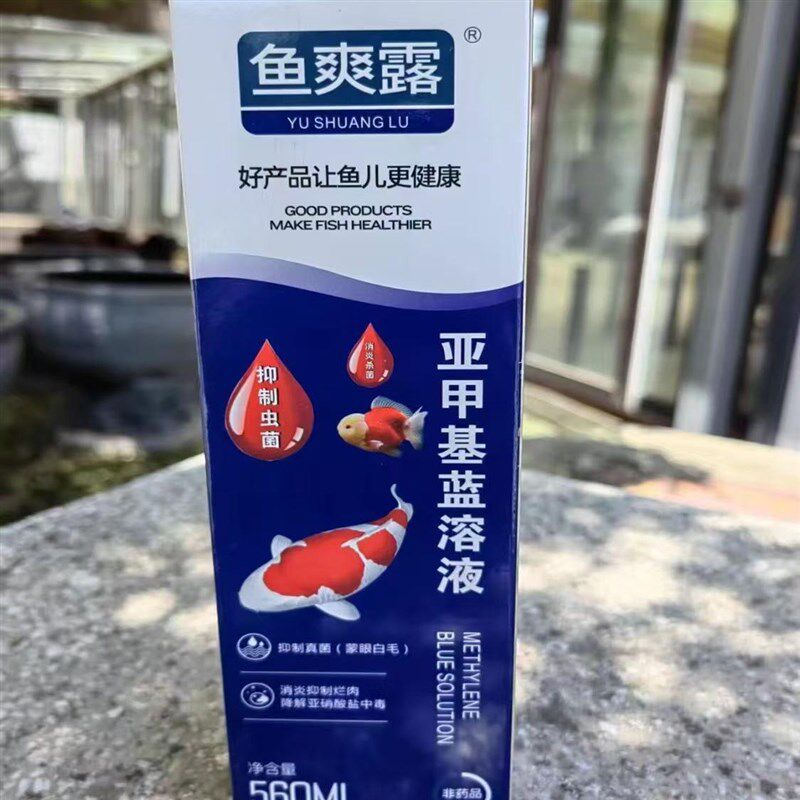 鱼爽露®
YU SHUANG LU
好产品让鱼儿更健康
GOOD PRODUCTS
MAKE FISH HEALTHIER
抑制虫菌
消炎杀菌
亚甲基蓝溶液
METHYLENE
BLUE SOLUTION
抑制真菌（蒙眼白毛）
消炎抑制烂肉
降解亚硝酸盐中毒
净含量
560ML
非药品